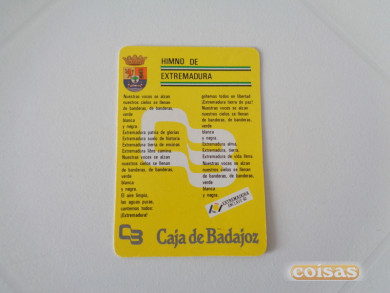 HIMNO DE
EXTREMADURA
Nuestras voces se alzan
nuestros cielos se llenan
de banderas, de banderas,
verde
blanca
y negra.
Extremadura patria de glorias
Extremadura suelo de historia
Extremadura tierra de encinas
Extremadura libre camina.
Nuestras voces se alzan
nuestros cielos se llenan
de banderas, de banderas,
verde
blanca
y negra.
El aire limpio,
las aguas puras,
cantemos todos:
¡Extremadura!
gritemos todos en libertad
¡Extremadura tierra de paz!
Nuestras voces se alzan
nuestros cielos se llenan
de banderas, de banderas,
verde
blanca
y negra.
Extremadura alma,
Extremadura tierra,
Extremadura de vida llena.
Nuestras voces se alzan
nuestros cielos se llenan
de banderas, de banderas,
verde
blanca
y negra.
EXTREMADURA
CB Caja de Badajoz
coisas